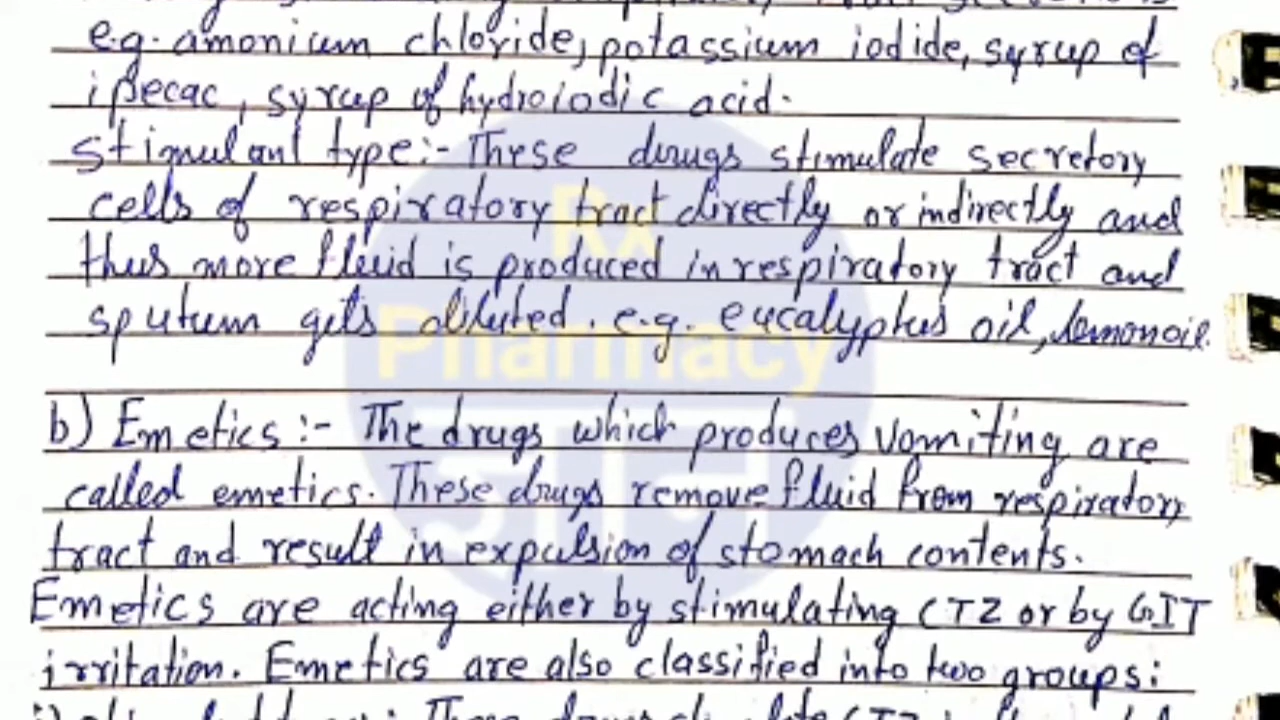 e.g. amonium chloride, potassium iodide, syrup of
ipecac, syrup of hydroiodic acid.
Stimulant type:- These drugs stimulate secretory
cells of respiratory tract directly or indirectly and
thus more fluid is produced in respiratory tract and
sputum gets diluted. e.g. eucalyptus oil, lemon oil.
b) Emetics :- The drugs which produces vomiting are
called emetics. These drugs remove fluid from respiratory
tract and result in expulsion of stomach contents.
Emetics are acting either by stimulating CTZ or by GIT
irritation. Emetics are also classified into two groups:
Rx
Pharmacy
ज्ञान